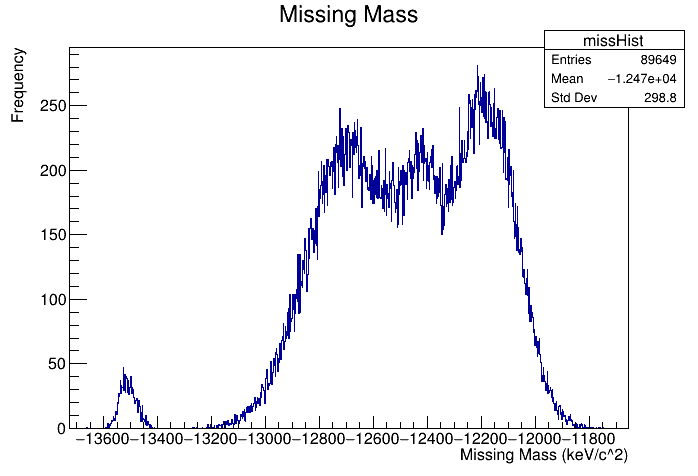 Missing Mass
missHist
Entries 89649
Mean −1.247e+04
Std Dev 298.8
Frequency
250
200
150
100
50
0
−13600 −13400 −13200 −13000 −12800 −12600 −12400 −12200 −12000 −11800
Missing Mass (keV/c^2)